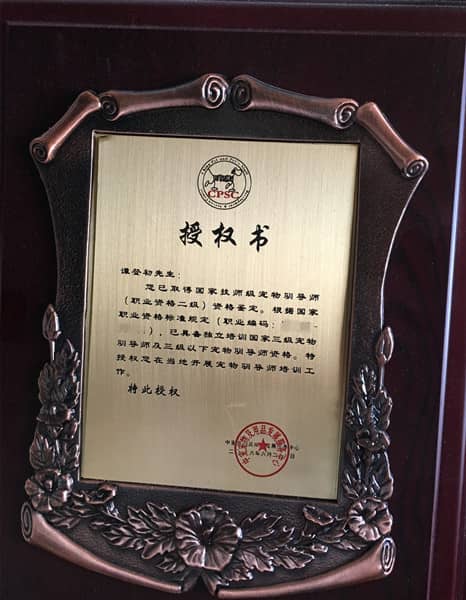 CPSC
授权书
谭登初先生：
您已取得国家技师级宠物驯导师
（职业资格二级）资格鉴定。根据国家
职业资格标准规定（职业编码：
），已具备独立培训国家三级宠物
驯导师及三级以下宠物驯导师资格。特
授权您在当地开展宠物驯导师培训工
作。
特此授权